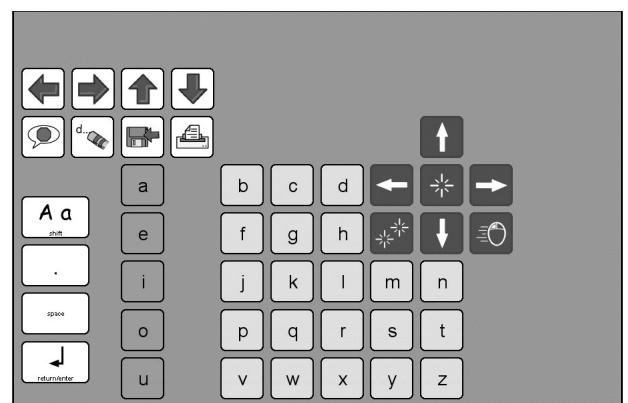 d...
a b c d
A a
shift
e f g h
.
i j k l m n
space
o p q r s t
return/enter
u v w x y z